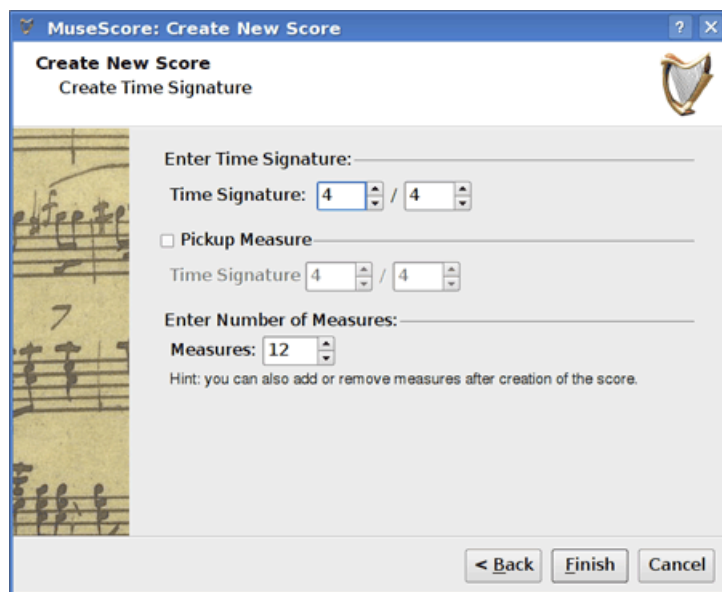 MuseScore: Create New Score ? X
Create New Score
Create Time Signature
Enter Time Signature:
Time Signature: 4 / 4
Pickup Measure
Time Signature 4 / 4
Enter Number of Measures:
Measures: 12
Hint: you can also add or remove measures after creation of the score.
7
< Back Finish Cancel